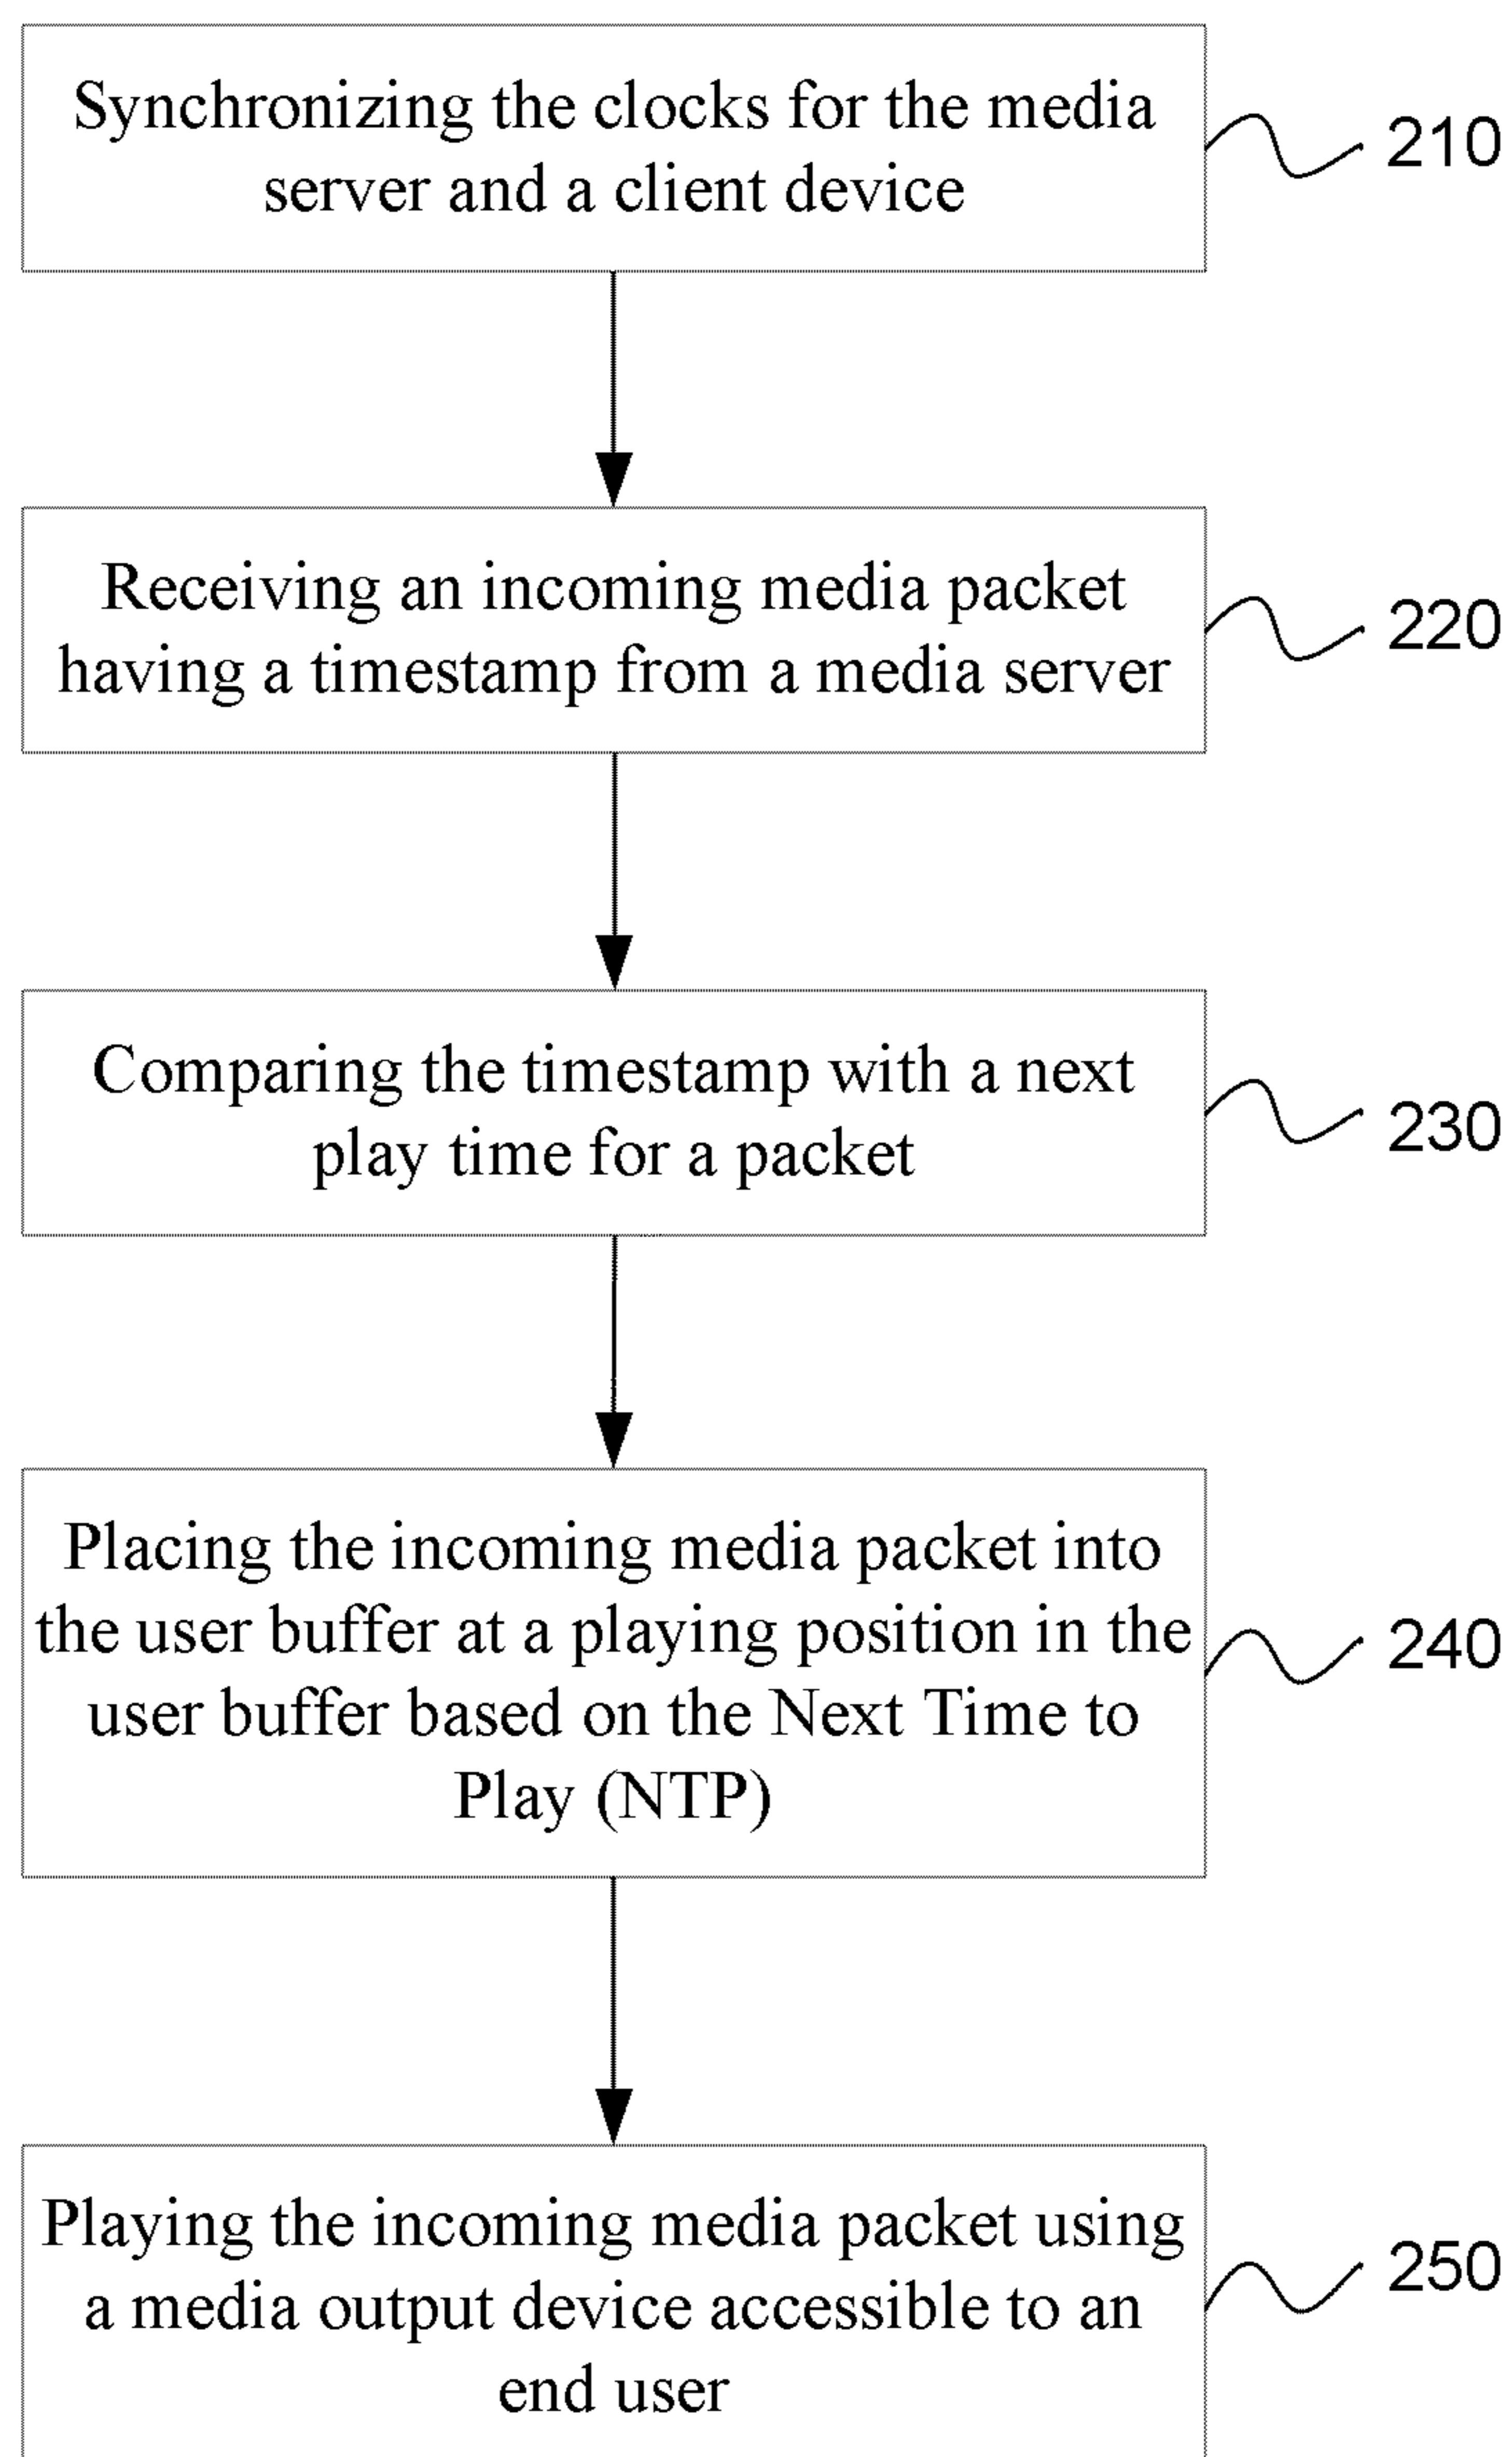 Synchronizing the clocks for the media
server and a client device
210
Receiving an incoming media packet
having a timestamp from a media server
220
Comparing the timestamp with a next
play time for a packet
230
Placing the incoming media packet into
the user buffer at a playing position in the
user buffer based on the Next Time to
Play (NTP)
240
Playing the incoming media packet using
a media output device accessible to an
end user
250